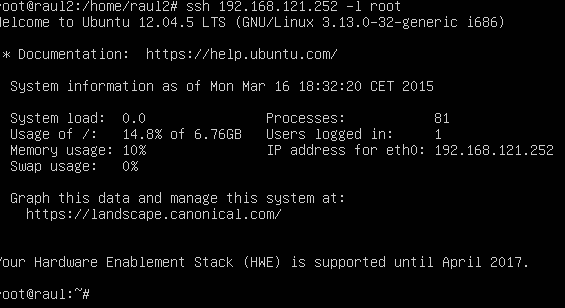 root@raul2:/home/raul2# ssh 192.168.121.252 -l root
Welcome to Ubuntu 12.04.5 LTS (GNU/Linux 3.13.0-32-generic i686)
* Documentation:  https://help.ubuntu.com/
System information as of Mon Mar 16 18:32:20 CET 2015
System load:  0.0               Processes:           81
Usage of /:   14.8% of 6.76GB   Users logged in:     1
Memory usage: 10%               IP address for eth0: 192.168.121.252
Swap usage:   0%
Graph this data and manage this system at:
https://landscape.canonical.com/
Your Hardware Enablement Stack (HWE) is supported until April 2017.
root@raul:~#